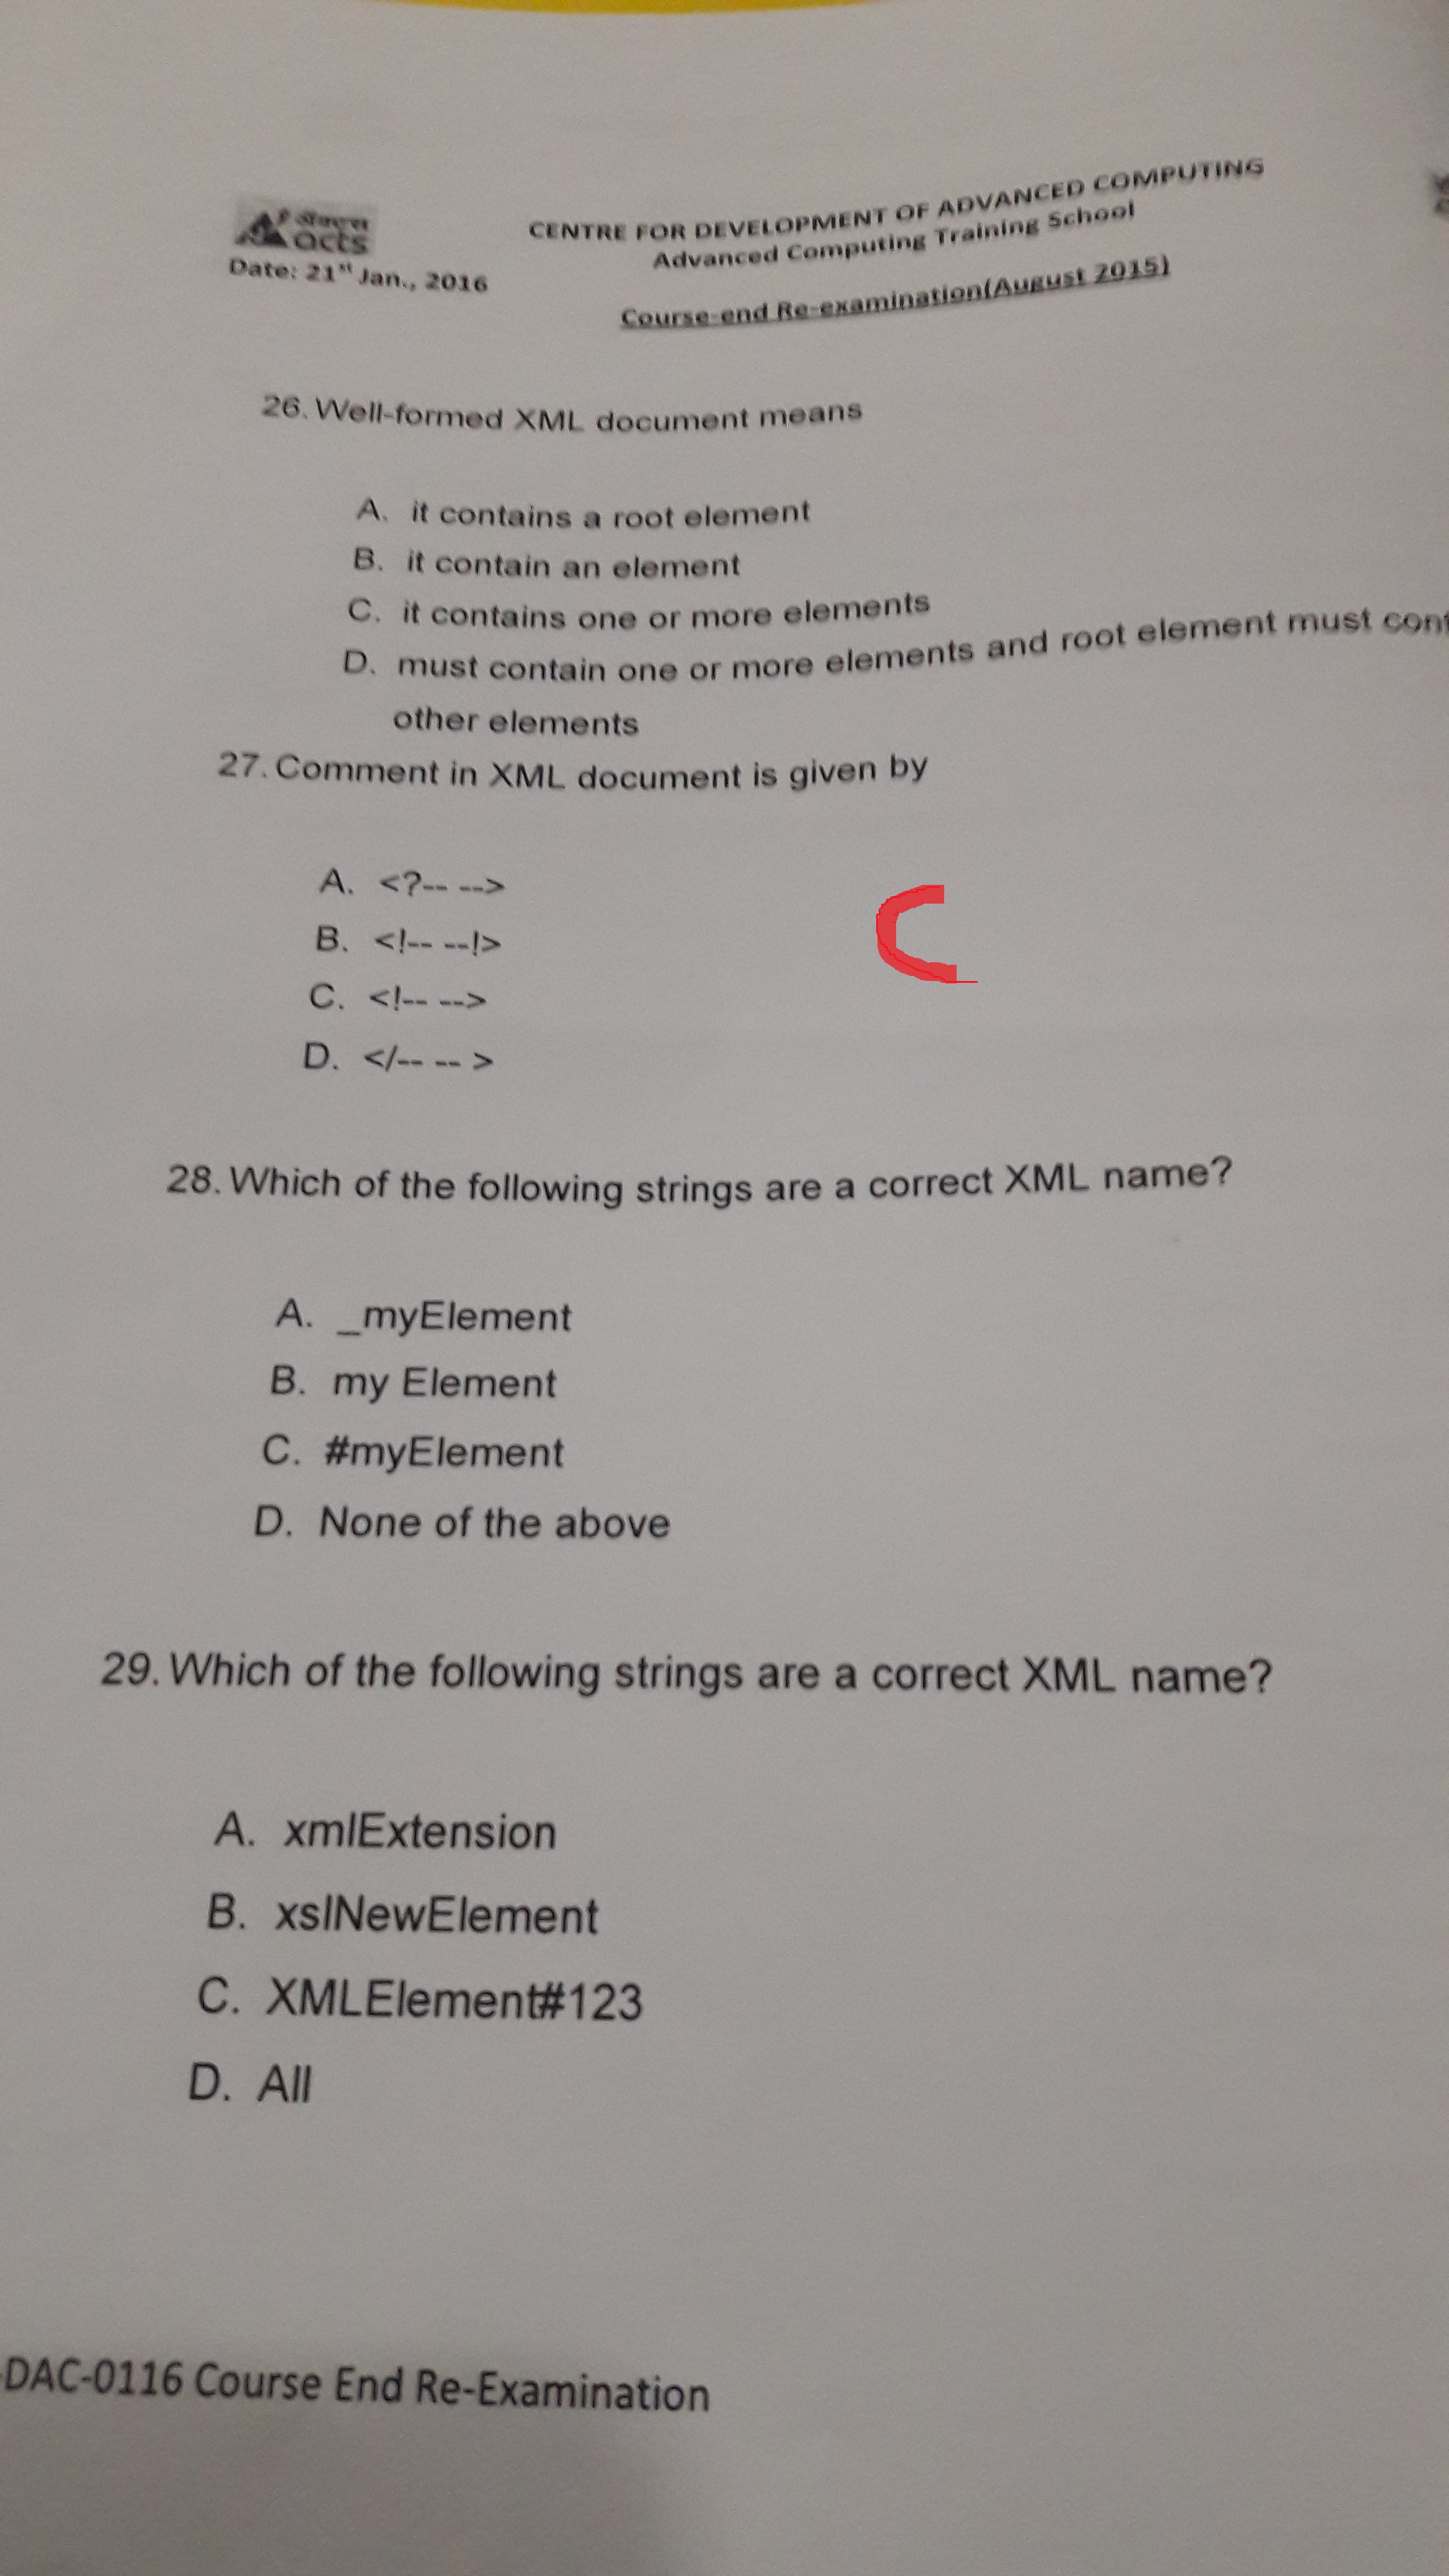 acts
Date: 21st Jan., 2016
CENTRE FOR DEVELOPMENT OF ADVANCED COMPUTING
Advanced Computing Training School
Course-end Re-examination(August 2015)
26. Well-formed XML document means
A. it contains a root element
B. it contain an element
C. it contains one or more elements
D. must contain one or more elements and root element must
other elements
27. Comment in XML document is given by
A. <?-- -->
B. <!-- --!>
C. <!-- -->
D. </-- -- >
C
28. Which of the following strings are a correct XML name?
A. _myElement
B. my Element
C. #myElement
D. None of the above
29. Which of the following strings are a correct XML name?
A. xmlExtension
B. xslNewElement
C. XMLElement#123
D. All
-DAC-0116 Course End Re-Examination